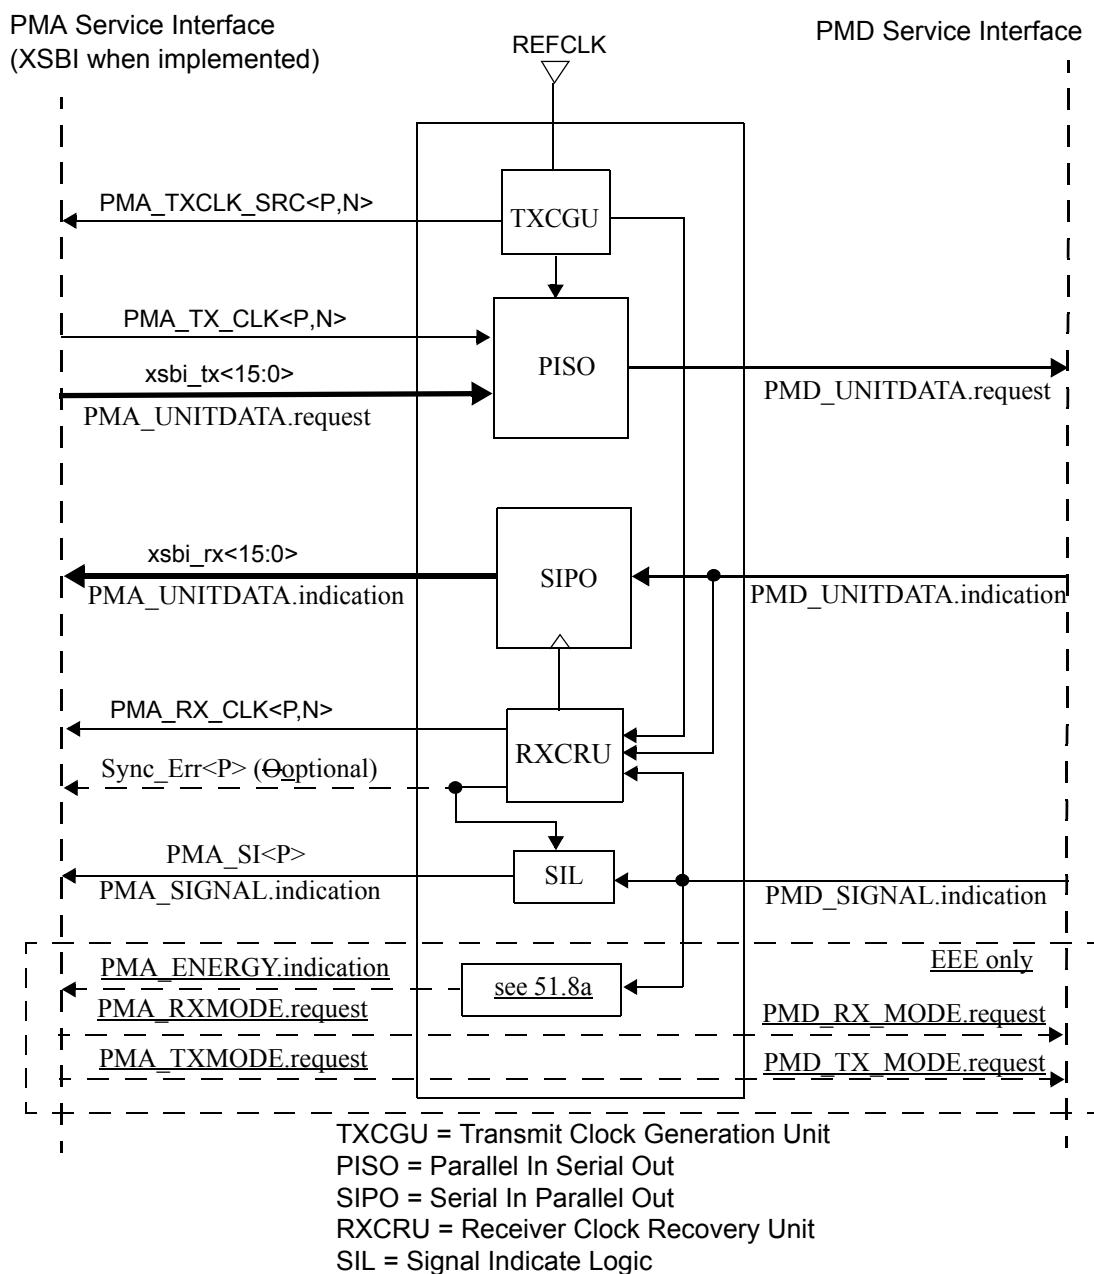 PMA Service Interface
(XSBI when implemented)
REFCLK
PMD Service Interface
PMA_TXCLK_SRC<P,N>
TXCGU
PMA_TX_CLK<P,N>
xsbi_tx<15:0>
PMA_UNITDATA.request
PISO
PMD_UNITDATA.request
xsbi_rx<15:0>
PMA_UNITDATA.indication
SIPO
PMD_UNITDATA.indication
PMA_RX_CLK<P,N>
RXCRU
Sync_Err<P> (Ooptional)
PMA_SI<P>
PMA_SIGNAL.indication
SIL
PMD_SIGNAL.indication
PMA_ENERGY.indication
see 51.8a
EEE only
PMA_RXMODE.request
PMD_RX_MODE.request
PMA_TXMODE.request
PMD_TX_MODE.request
TXCGU = Transmit Clock Generation Unit
PISO = Parallel In Serial Out
SIPO = Serial In Parallel Out
RXCRU = Receiver Clock Recovery Unit
SIL = Signal Indicate Logic